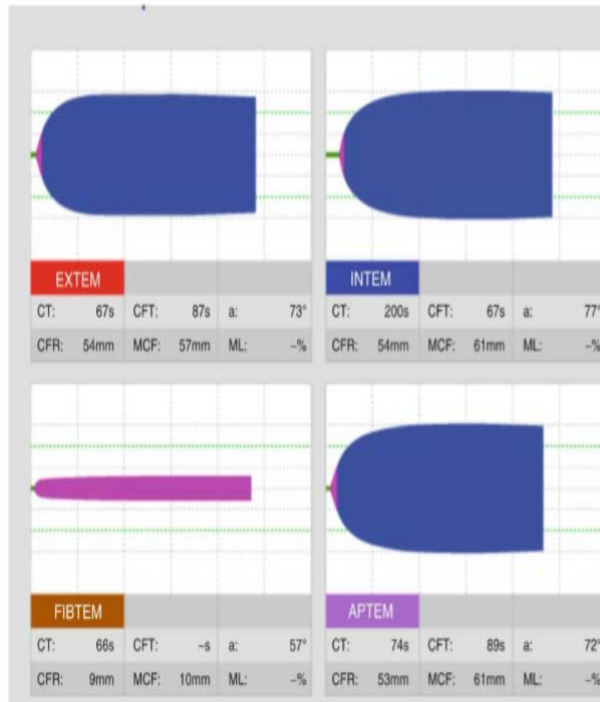 EXTEM
CT: 67s CFT: 87s a: 73°
CFR: 54mm MCF: 57mm ML: –%
INTEM
CT: 200s CFT: 67s a: 77°
CFR: 54mm MCF: 61mm ML: –%
FIBTEM
CT: 66s CFT: –s a: 57°
CFR: 9mm MCF: 10mm ML: –%
APTEM
CT: 74s CFT: 89s a: 72°
CFR: 53mm MCF: 61mm ML: –%